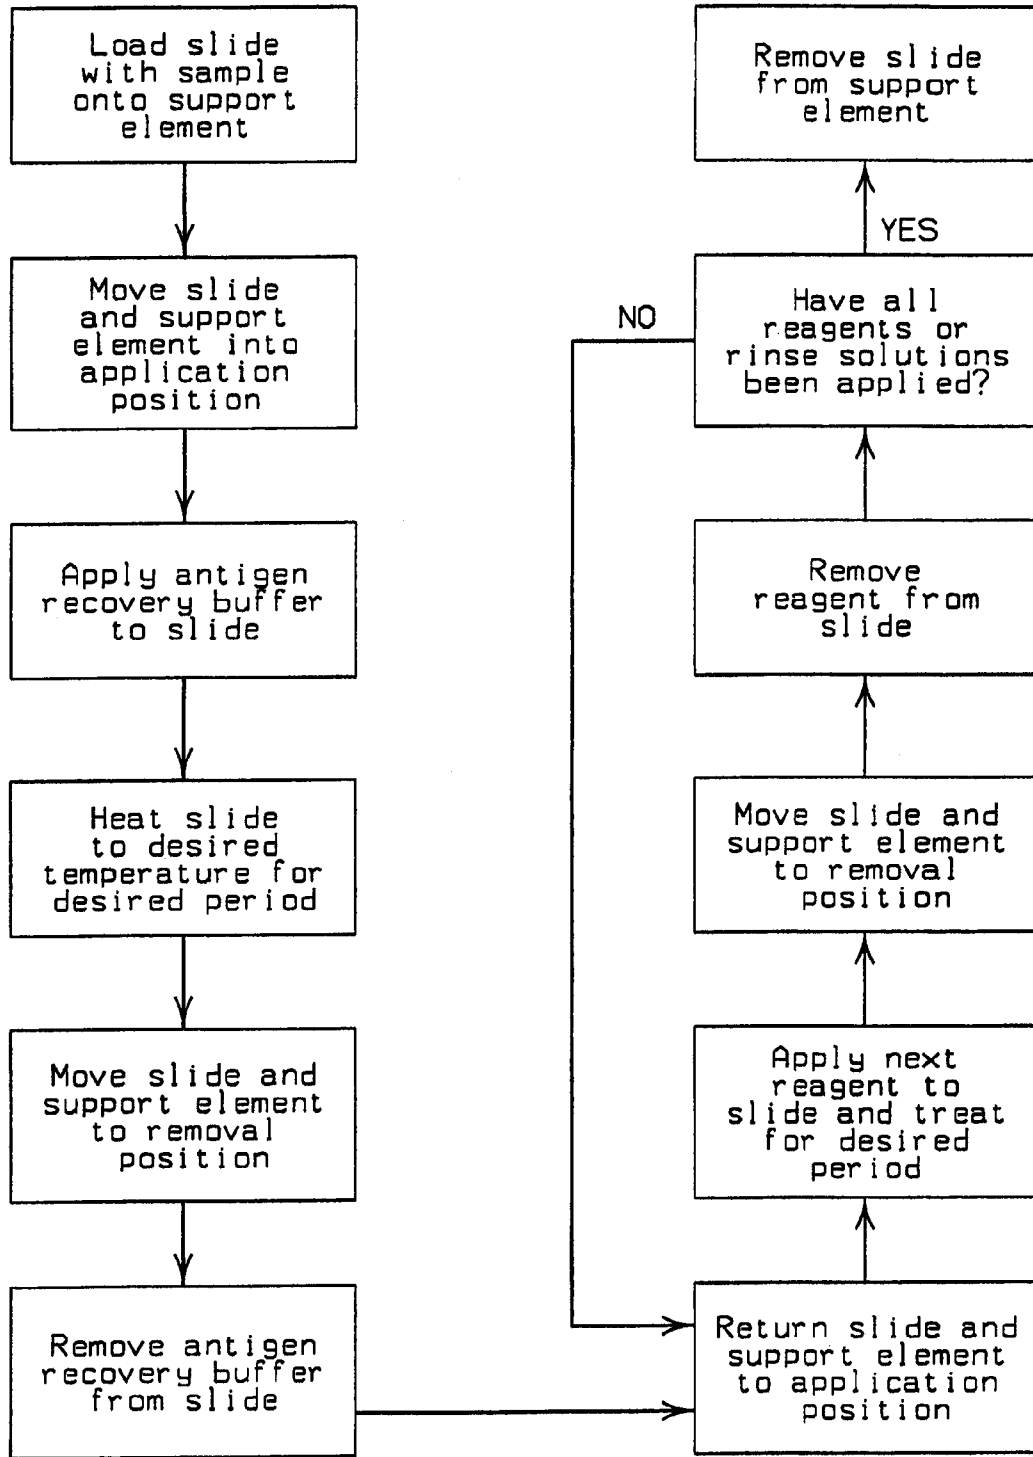 Load slide
with sample
onto support
element
Move slide
and support
element into
application
position
Apply antigen
recovery buffer
to slide
Heat slide
to desired
temperature for
desired period
Move slide and
support element
to removal
position
Remove antigen
recovery buffer
from slide
Return slide and
support element
to application
position
Apply next
reagent to
slide and treat
for desired
period
Move slide and
support element
to removal
position
Remove
reagent from
slide
Have all
reagents or
rinse solutions
been applied?
NO
YES
Remove slide
from support
element